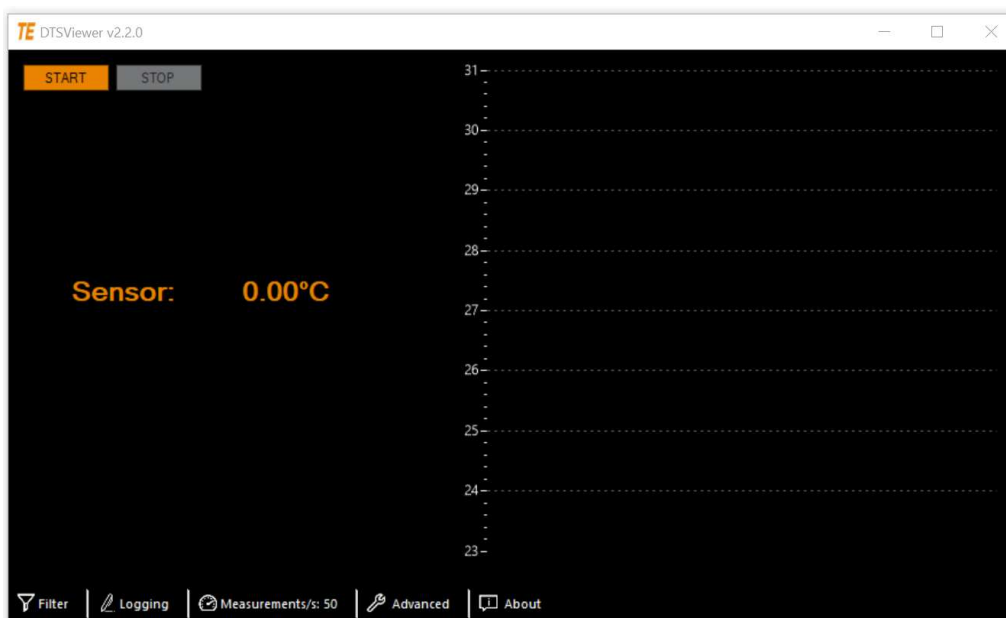 TE DTSViewer v2.2.0
START STOP
31
30
29
28
Sensor: 0.00°C
27
26
25
24
23
Filter Logging Measurements/s: 50 Advanced About